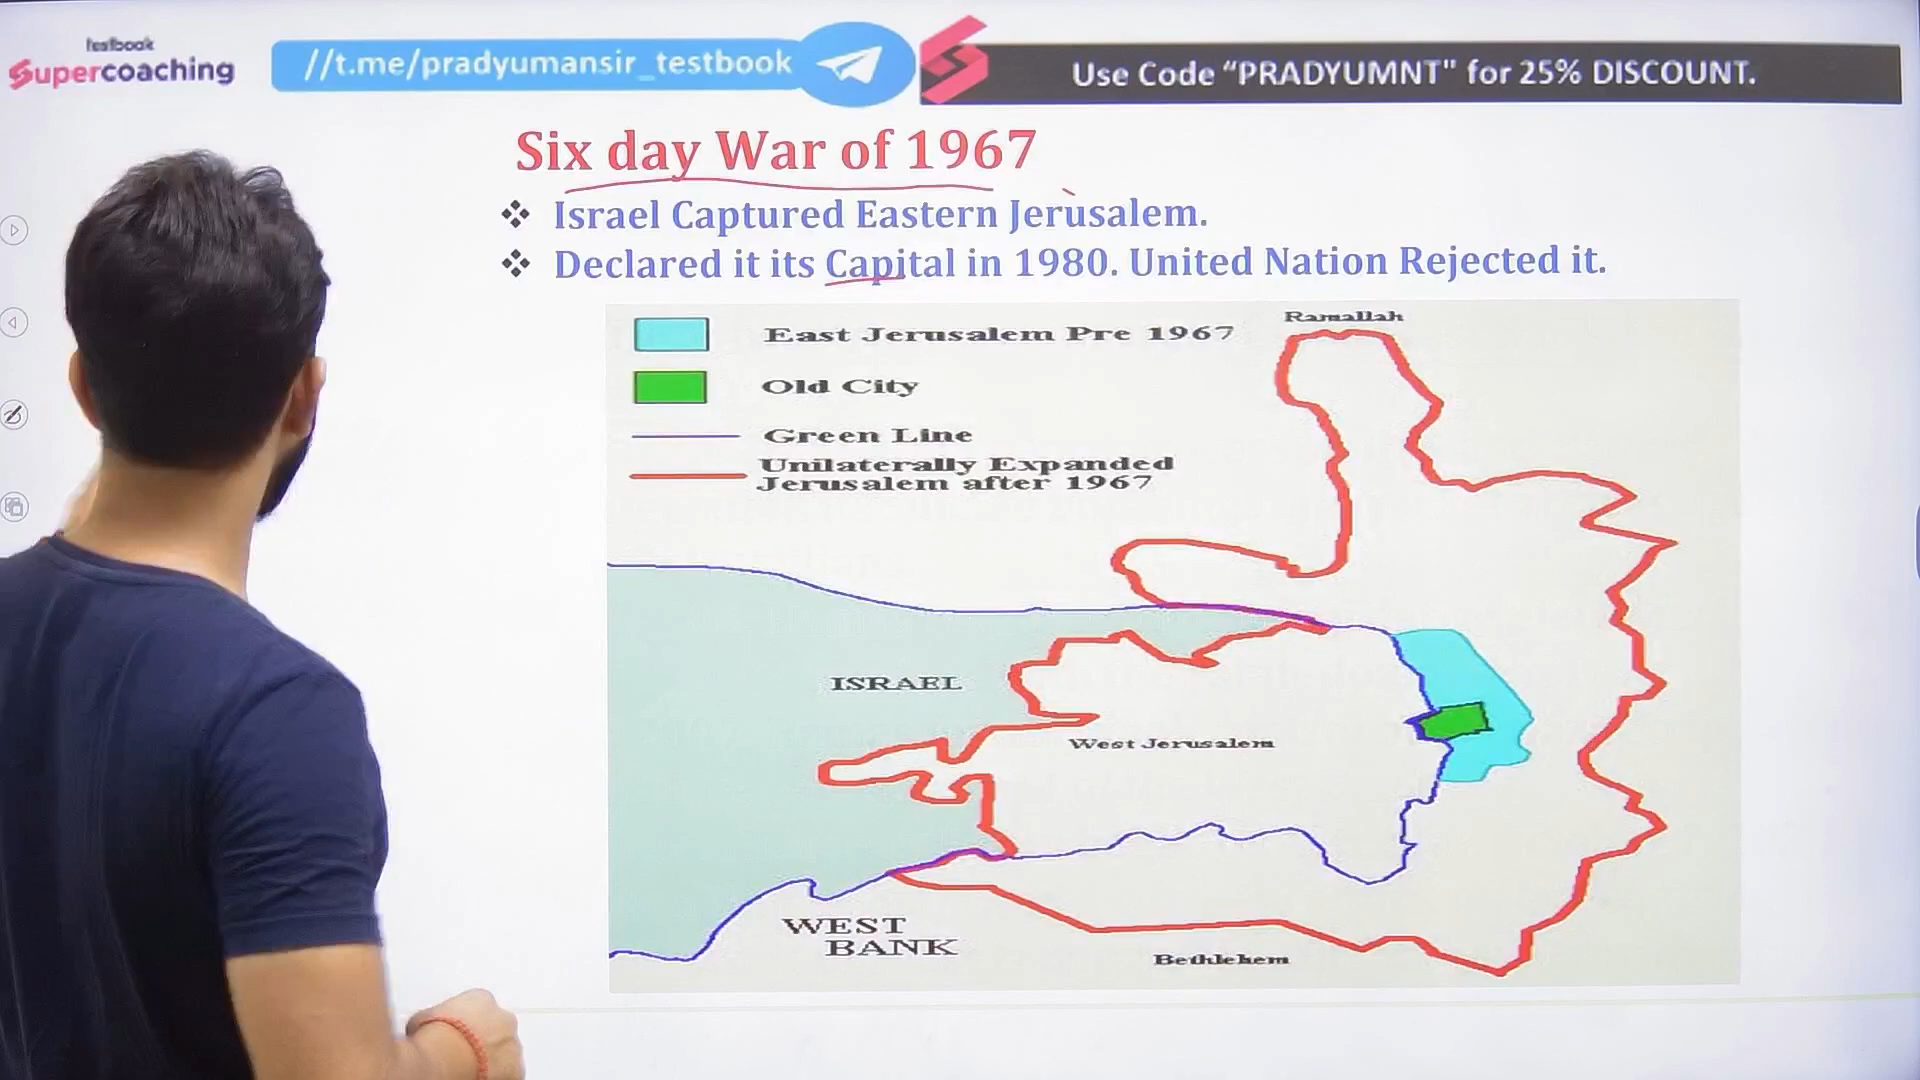 testbook
Supercoaching
//t.me/pradyumansir_testbook
Use Code “PRADYUMNT" for 25% DISCOUNT.
Six day War of 1967
❖ Israel Captured Eastern Jerusalem.
❖ Declared it its Capital in 1980. United Nation Rejected it.
Ramallah
East Jerusalem Pre 1967
Old City
Green Line
Unilaterally Expanded
Jerusalem after 1967
ISRAEL
West Jerusalem
WEST
BANK
Bethlehem